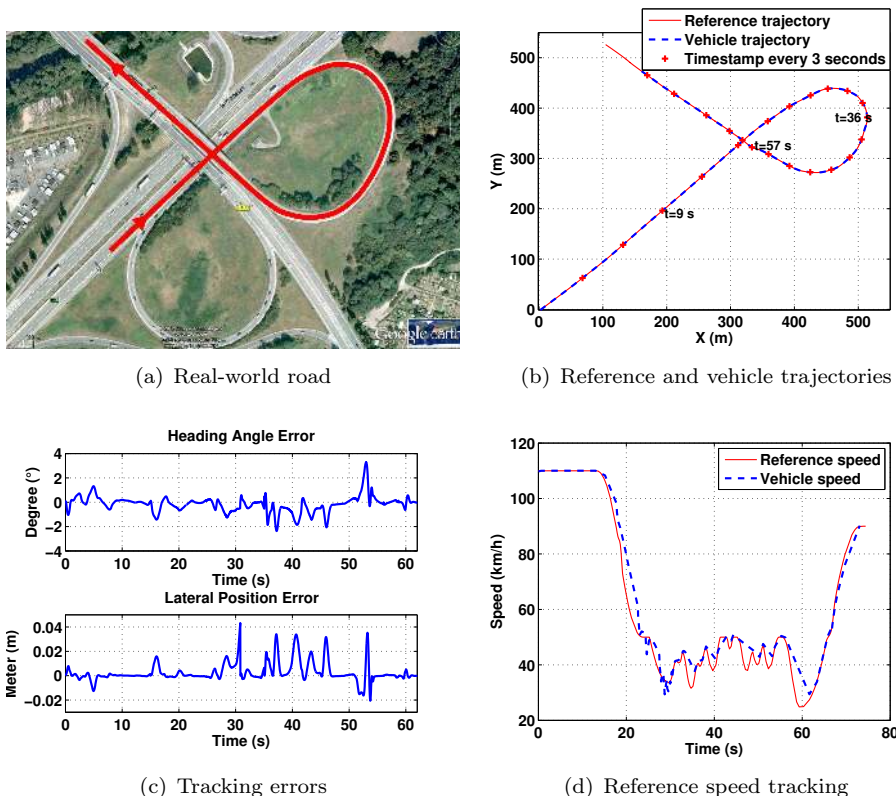 Google earth
(a) Real-world road
Reference trajectory
Vehicle trajectory
Timestamp every 3 seconds
500
400
300
200
100
0
Y (m)
t=36 s
t=57 s
t=9 s
0 100 200 300 400 500
X (m)
(b) Reference and vehicle trajectories
Heading Angle Error
4
2
0
−2
−4
Degree (°)
0 10 20 30 40 50 60
Time (s)
Lateral Position Error
0.04
0.02
0
−0.02
Meter (m)
0 10 20 30 40 50 60
Time (s)
(c) Tracking errors
Reference speed
Vehicle speed
120
100
80
60
40
20
Speed (km/h)
0 20 40 60 80
Time (s)
(d) Reference speed tracking